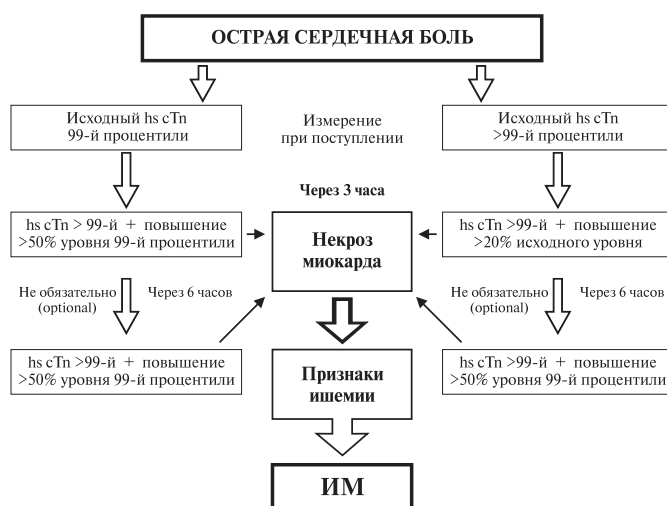 ОСТРАЯ СЕРДЕЧНАЯ БОЛЬ
Исходный hs cTn
99-й процентили
Измерение
при поступлении
Исходный hs cTn
>99-й процентили
Через 3 часа
hs cTn > 99-й + повышение
>50% уровня 99-й процентили
Некроз
миокарда
hs cTn > 99-й + повышение
>20% исходного уровня
Не обязательно
(optional)
Через 6 часов
Не обязательно
(optional)
Через 6 часов
hs cTn >99-й + повышение
>50% уровня 99-й процентили
Признаки
ишемии
hs cTn >99-й + повышение
>50% уровня 99-й процентили
ИМ